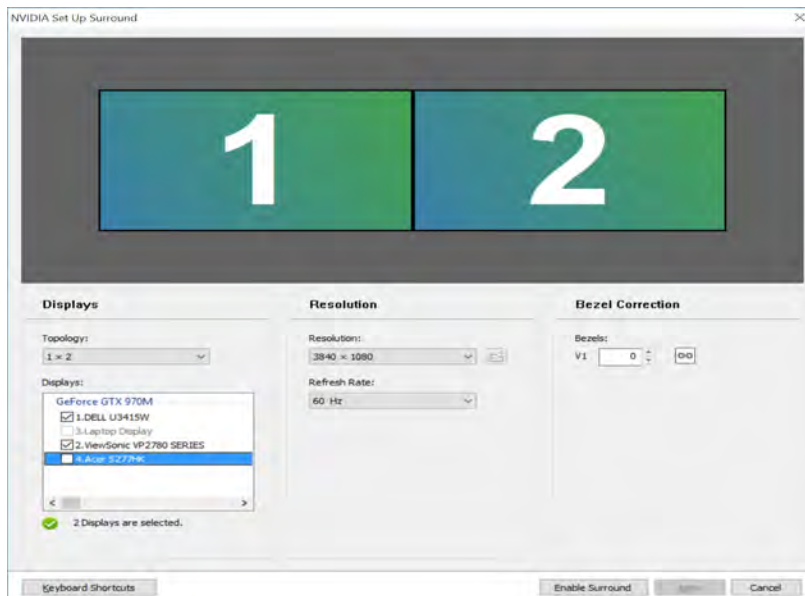 NVIDIA Set Up Surround
1 2
Displays Resolution Bezel Correction
Topology: Resolution: Bezels:
1 × 2 3840 × 1080 V1 0
Displays: Refresh Rate:
GeForce GTX 970M 60 Hz
1.DELL U3415W
3.Laptop Display
2.ViewSonic VP2780 SERIES
4.Acer S277HK
2 Displays are selected.
Keyboard Shortcuts Enable Surround Cancel